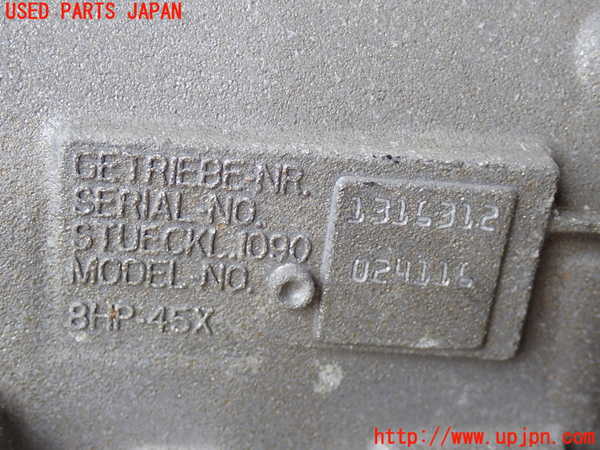 USED PARTS JAPAN
GETRIEBE-NR.
SERIAL-NO. 1316312
STUECKL.1090
MODEL-NO. 024116
8HP-45X
http://www.upjpn.com/